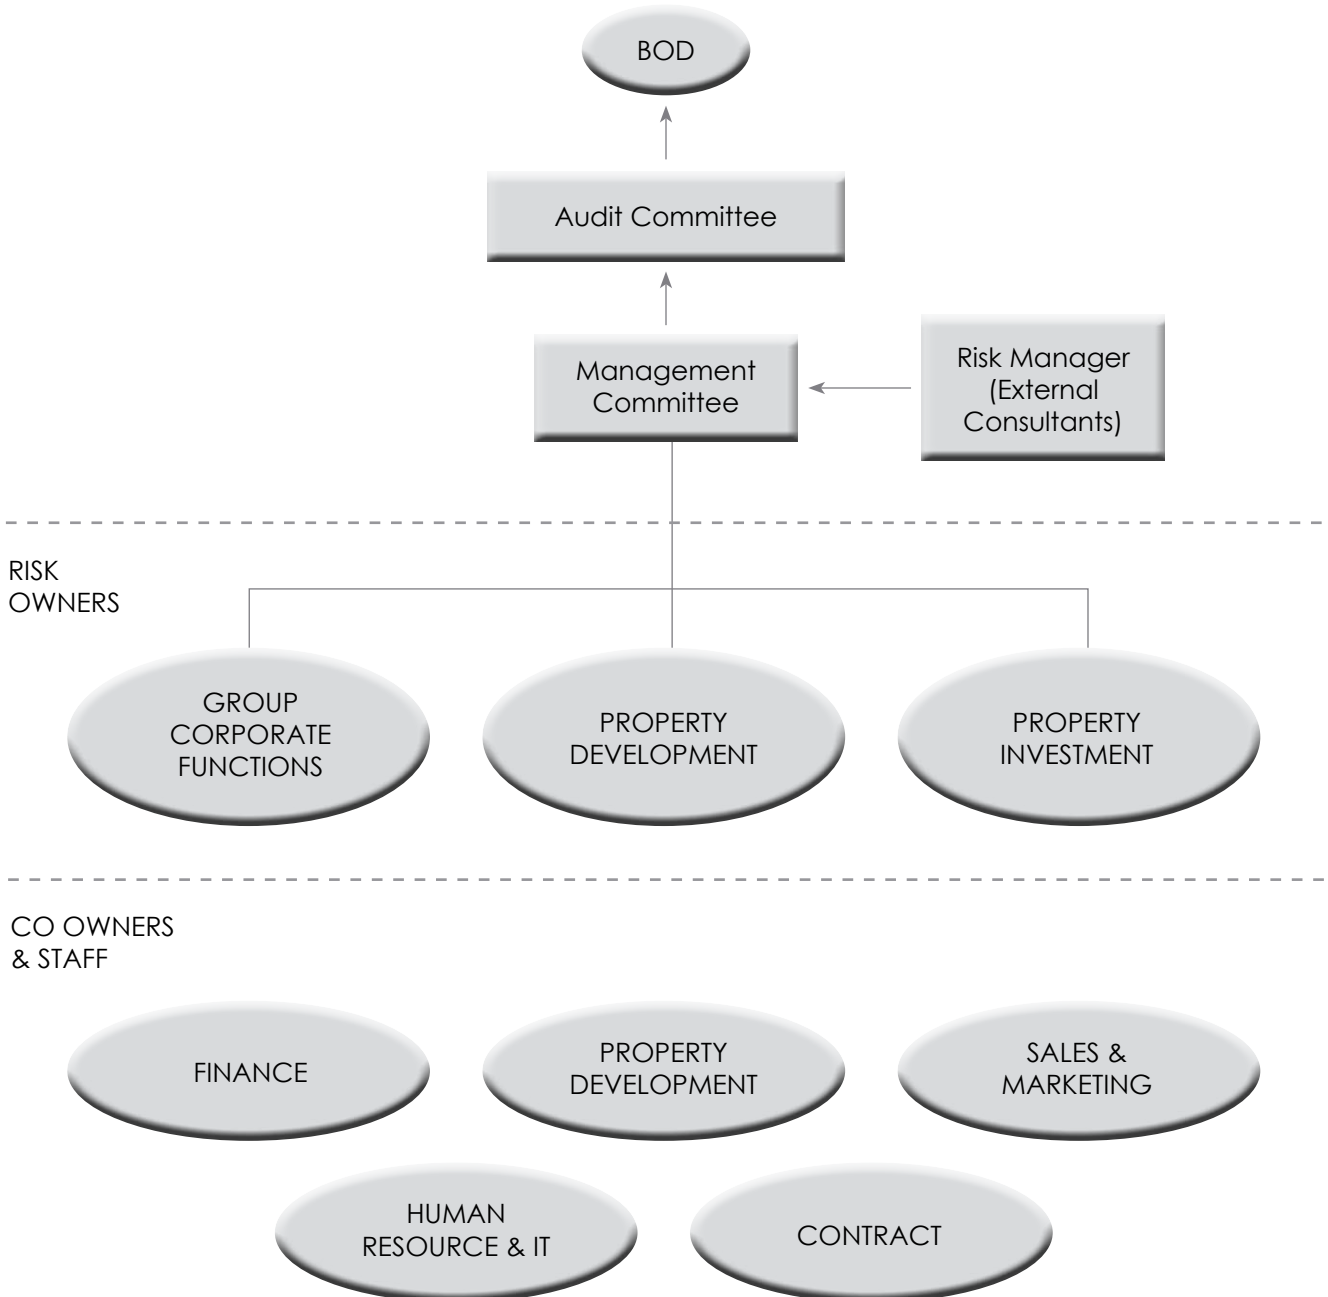 BOD
Audit Committee
Management
Committee
Risk Manager
(External
Consultants)
RISK
OWNERS
GROUP
CORPORATE
FUNCTIONS
PROPERTY
DEVELOPMENT
PROPERTY
INVESTMENT
CO OWNERS
& STAFF
FINANCE
PROPERTY
DEVELOPMENT
SALES &
MARKETING
HUMAN
RESOURCE & IT
CONTRACT